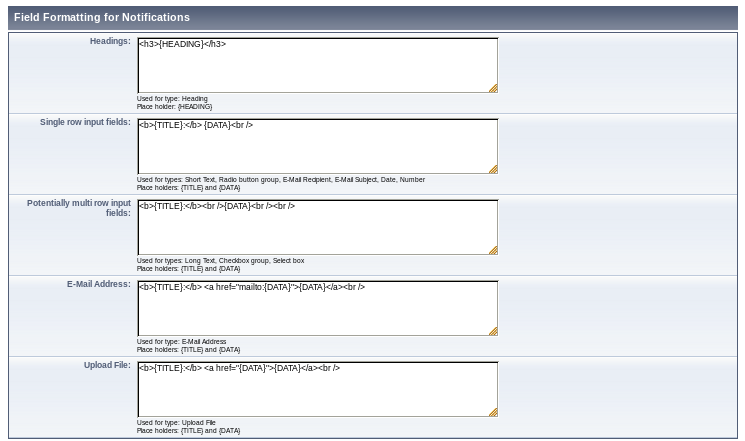 Field Formatting for Notifications
Headings:
<h3>{HEADING}</h3>
Used for type: Heading
Place holder: {HEADING}
Single row input fields:
<b>{TITLE}:</b> {DATA}<br />
Used for types: Short Text, Radio button group, E-Mail Recipient, E-Mail Subject, Date, Number
Place holders: {TITLE} and {DATA}
Potentially multi row input
fields:
<b>{TITLE}:</b><br />{DATA}<br /><br />
Used for types: Long Text, Checkbox group, Select box
Place holders: {TITLE} and {DATA}
E-Mail Address:
<b>{TITLE}:</b> <a href="mailto:{DATA}">{DATA}</a><br />
Used for type: E-Mail Address
Place holders: {TITLE} and {DATA}
Upload File:
<b>{TITLE}:</b> <a href="{DATA}">{DATA}</a><br />
Used for type: Upload File
Place holders: {TITLE} and {DATA}